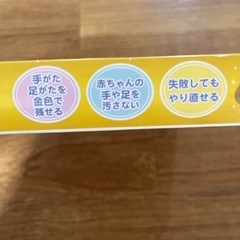 手がた
足がたを
金色で
残せる
赤ちゃんの
手や足を
汚さない
失敗しても
やり直せる